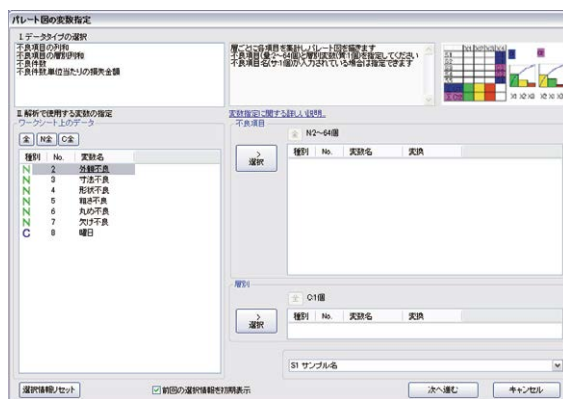 パレート図の変数指定
Ⅰ.データタイプの選択
不良項目の列和
不良項目の層別列和
不良件数
不良件数,単位当たりの損失金額
層ごとに各項目を集計しパレート図を描きます
不良項目(量:2~64個)と層別変数(質:1個)を指定してください
不良項目名(サ:1個)が入力されている場合は指定できます
Ⅱ.解析で使用する変数の指定
ワークシート上のデータ
全 N全 C全
種別 No. 変数名
N 2 外観不良
N 3 寸法不良
N 4 形状不良
N 5 粗さ不良
N 6 丸め不良
N 7 欠け不良
C 8 曜日
変数指定に関する詳しい説明..
不良項目
全 N2~64個
>
選択
種別 No. 変数名 変換
層別
全 C:1個
>
選択
種別 No. 変数名 変換
S1 サンプル名
選択情報リセット
前回の選択情報を初期表示
次へ進む
キャンセル